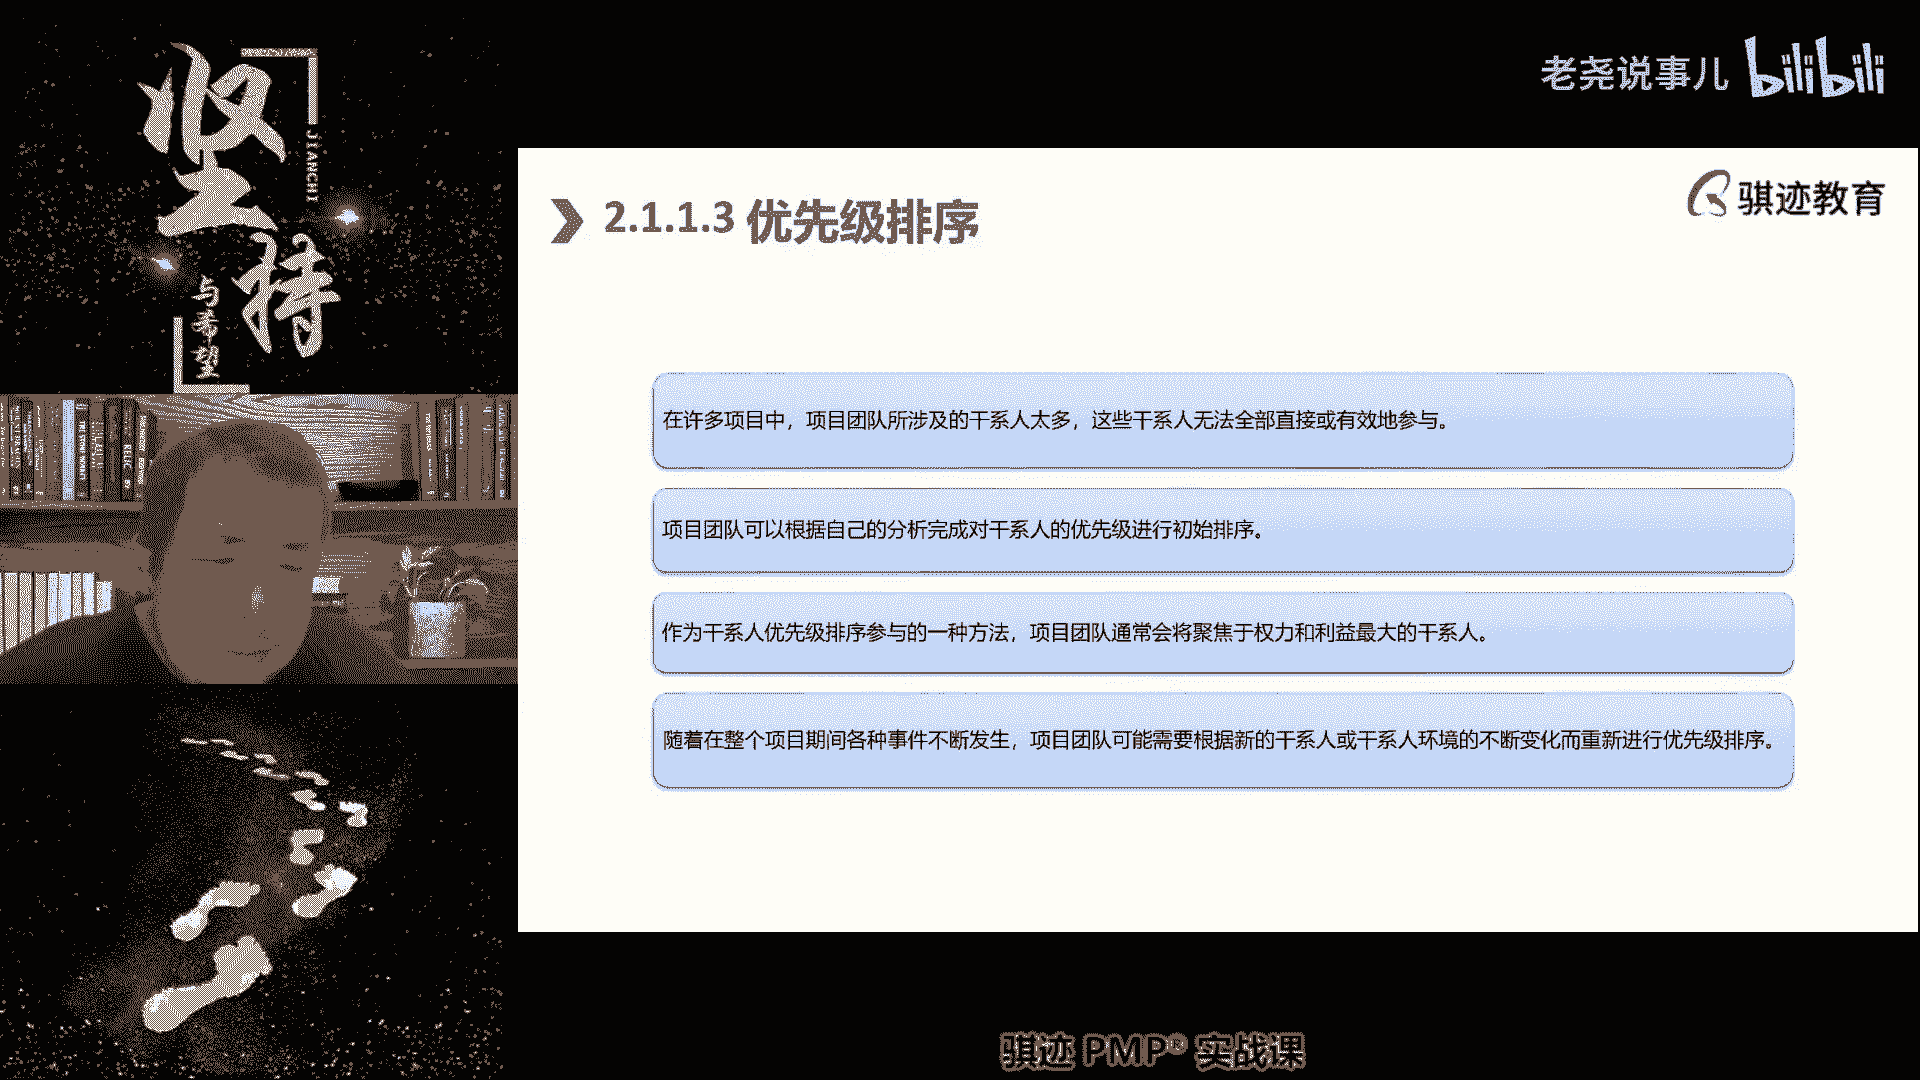 坚持
JIANCHI
与希望
老尧说事儿 bilibili
骐迹教育
2.1.1.3 优先级排序
在许多项目中，项目团队所涉及的干系人太多，这些干系人无法全部直接或有效地参与。
项目团队可以根据自己的分析完成对干系人的优先级进行初始排序。
作为干系人优先级排序参与的一种方法，项目团队通常会将聚焦于权力和利益最大的干系人。
随着在整个项目期间各种事件不断发生，项目团队可能需要根据新的干系人或干系人环境的不断变化而重新进行优先级排序。
骐迹 PMP® 实战课